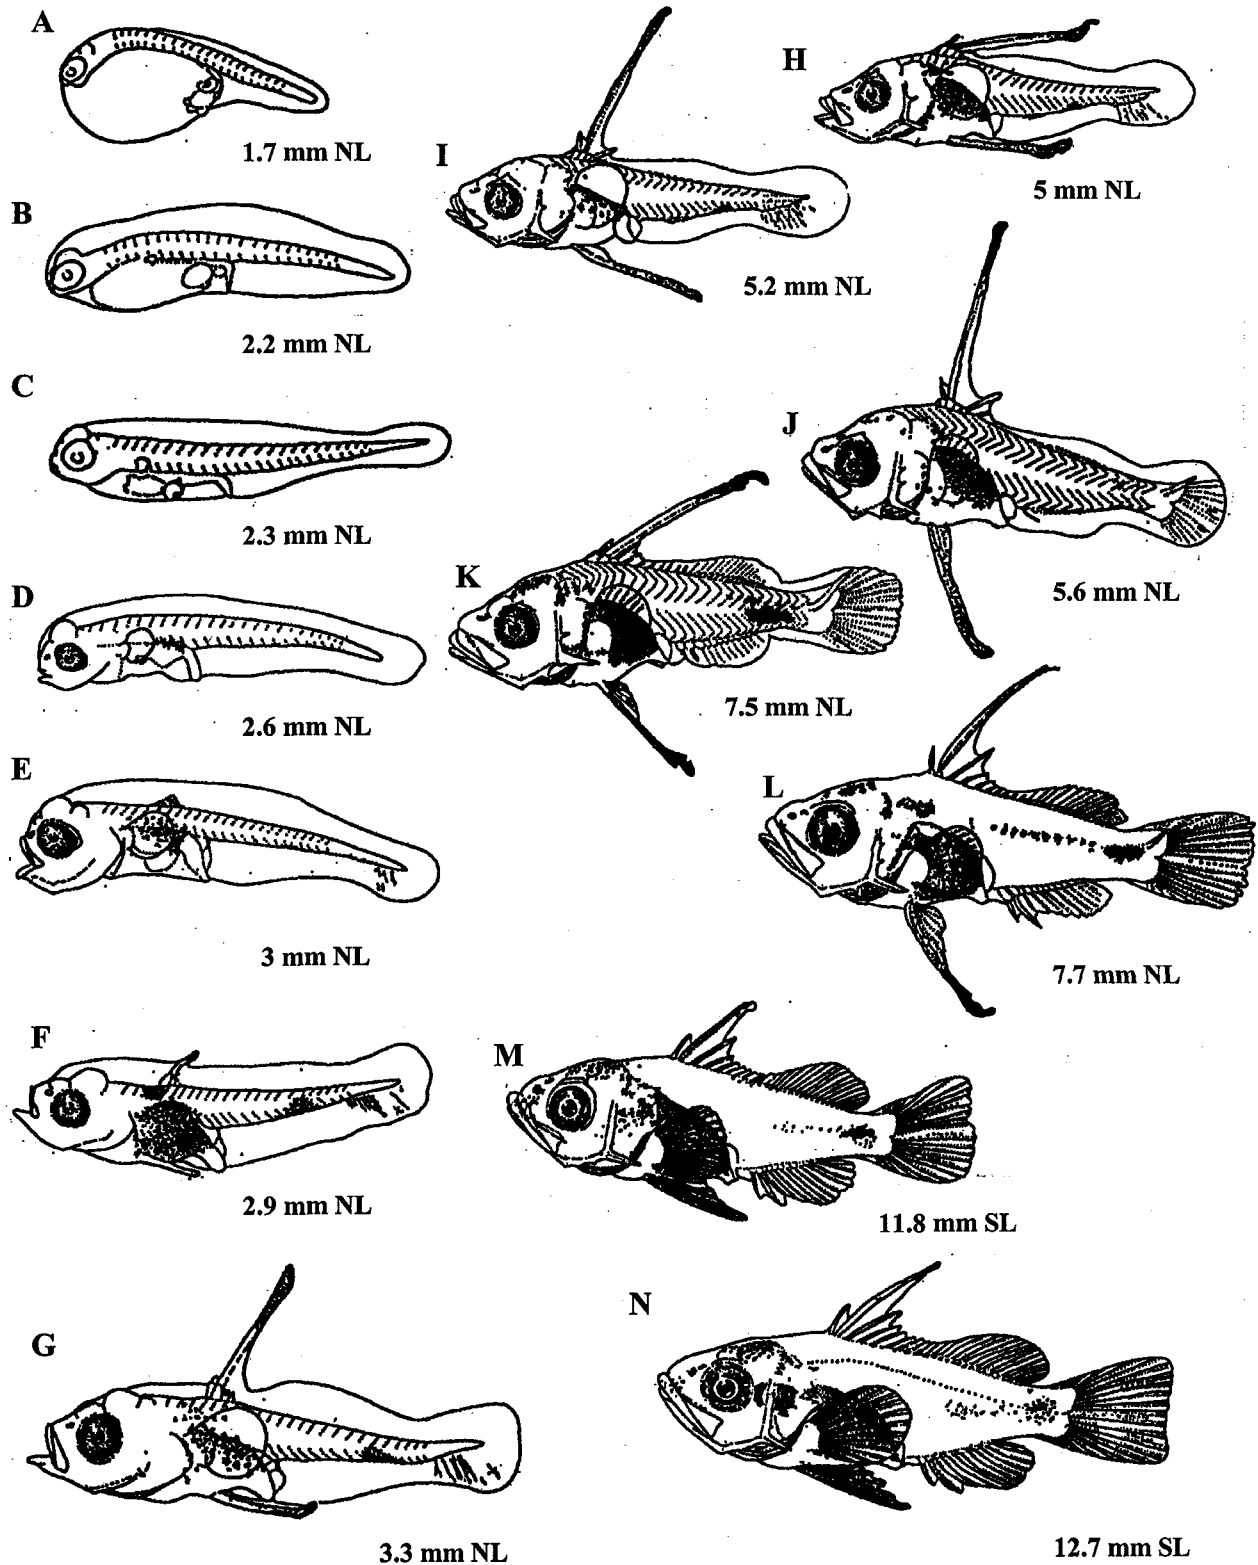 A
1.7 mm NL
B
2.2 mm NL
C
2.3 mm NL
D
2.6 mm NL
E
3 mm NL
F
2.9 mm NL
G
3.3 mm NL
H
5 mm NL
I
5.2 mm NL
J
5.6 mm NL
K
7.5 mm NL
L
7.7 mm NL
M
11.8 mm SL
N
12.7 mm SL